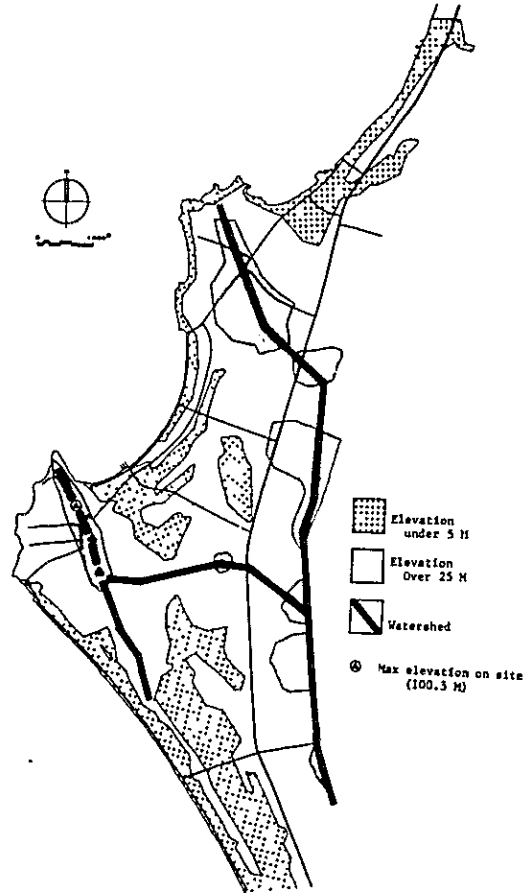 Elevation
under 5 M
Elevation
Over 25 M
Watershed
Max elevation on site
(100.3 M)